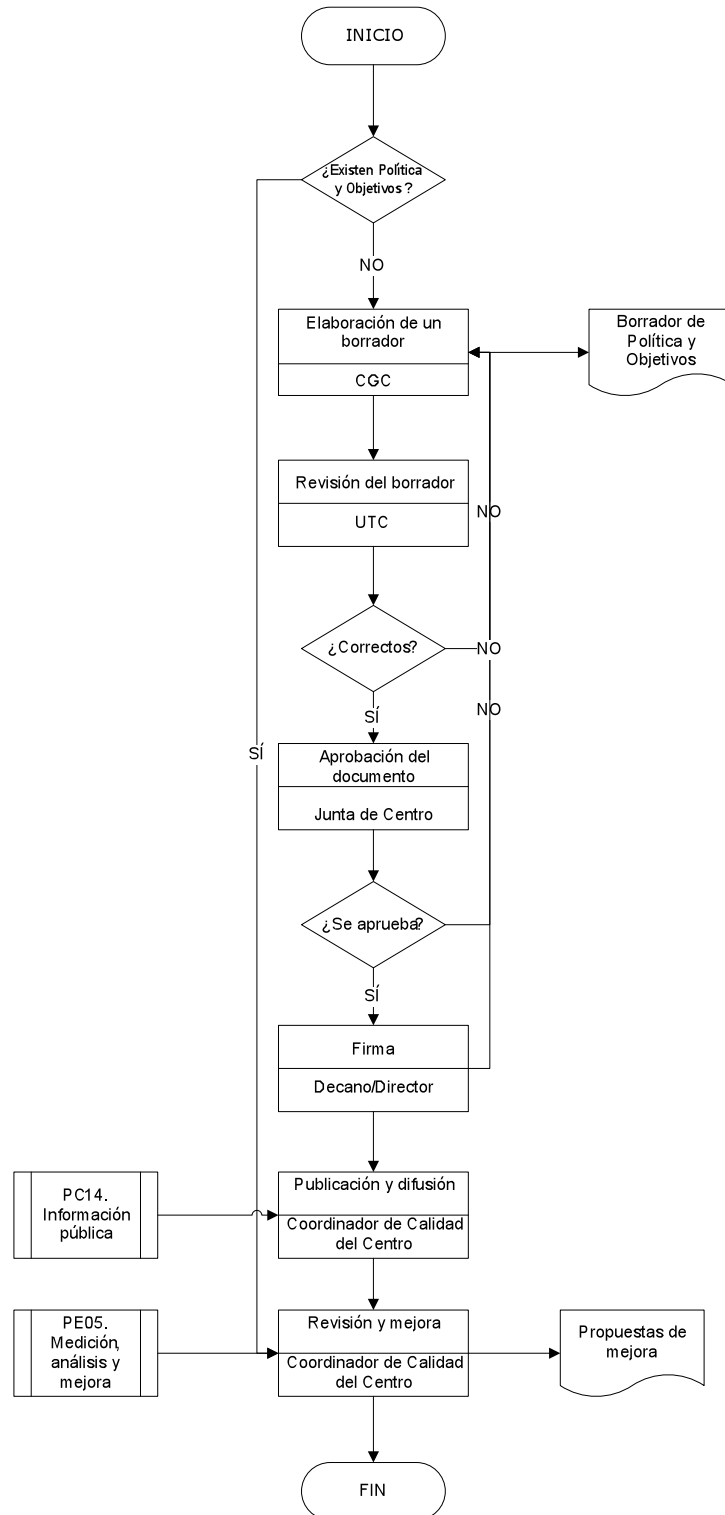 INICIO
¿Existen Política
y Objetivos ?
NO
Elaboración de un
borrador
CGC
Borrador de
Política y
Objetivos
Revisión del borrador
UTC
NO
¿Correctos?
NO
NO
SÍ
SÍ
Aprobación del
documento
Junta de Centro
¿Se aprueba?
SÍ
Firma
Decano/Director
PC14.
Información
pública
Publicación y difusión
Coordinador de Calidad
del Centro
PE05.
Medición,
análisis y
mejora
Revisión y mejora
Coordinador de Calidad
del Centro
Propuestas de
mejora
FIN